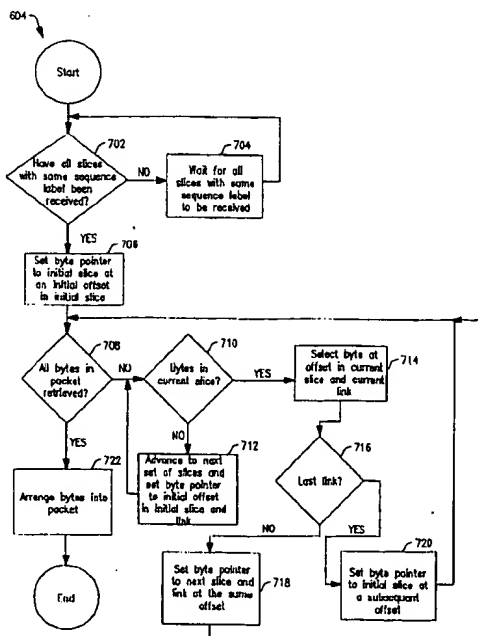 604
Start
702
Have all slices
with same sequence
label been
received?
NO
704
Wait for all
slices with same
sequence label
to be received
YES
706
Set byte pointer
to initial slice at
an initial offset
in initial slice
708
All bytes in
packet
retrieved?
NO
710
Bytes in
current slice?
YES
Select byte at
offset in current
slice and current
link
714
YES
NO
712
Advance to next
set of slices and
set byte pointer
to initial offset
in initial slice and
link
716
Last link?
722
Arrange bytes into
packet
NO
YES
720
Set byte pointer
to next slice and
link at the same
offset
718
Set byte pointer
to initial slice at
a subsequant
offset
End